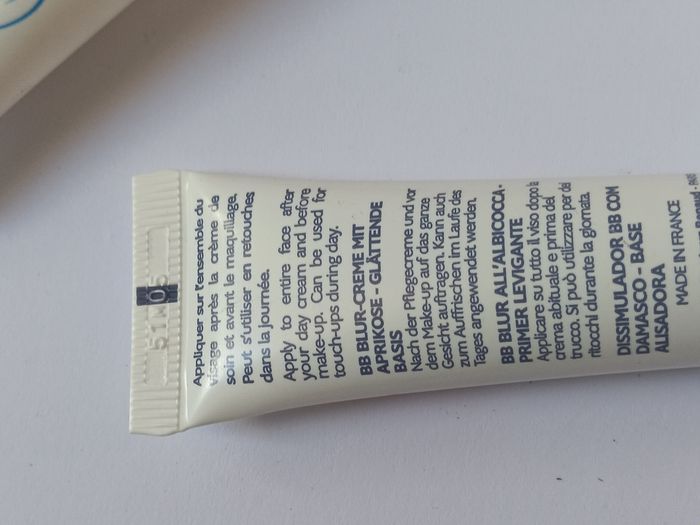 51M05
Appliquer sur l'ensemble du
visage après la crème de
soin et avant le maquillage.
Peut s'utiliser en retouches
dans la journée.
Apply to entire face after
your day cream and before
make-up. Can be used for
touch-ups during day.
BB BLUR-CREME MIT
APRIKOSE - GLÄTTENDE
BASIS
Nach der Pflegecreme und vor
dem Make-up auf das ganze
Gesicht auftragen. Kann auch
zum Auffrischen im Laufe des
Tages angewendet werden.
BB BLUR ALL'ALBICOCCA -
PRIMER LEVIGANTE
Applicare su tutto il viso dopo la
crema abituale e prima del
trucco. Si può utilizzare per dei
ritocchi durante la giornata.
DISSIMULADOR BB COM
DAMASCO - BASE
ALISADORA
MADE IN FRAN